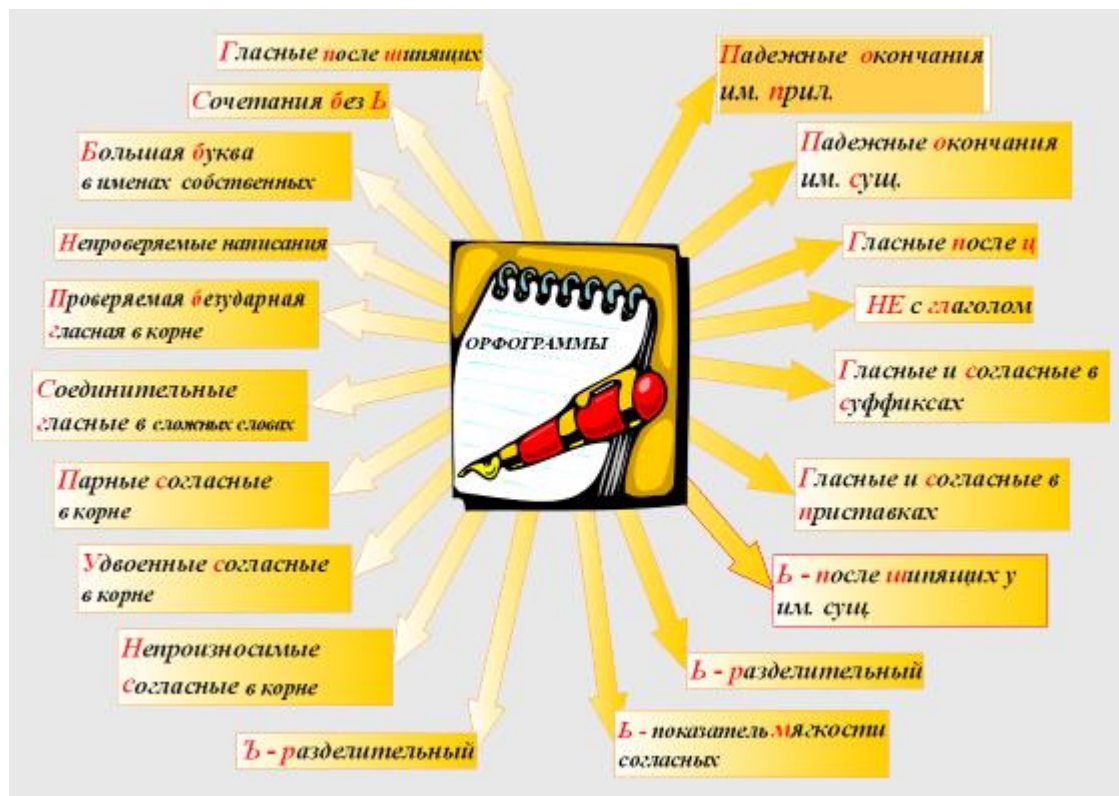 Гласные после шипящих
Сочетания без Ь
Большая буква
в именах собственных
Непроверяемые написания
Проверяемая безударная
гласная в корне
Соединительные
гласные в сложных словах
Парные согласные
в корне
Удвоенные согласные
в корне
Непроизносимые
согласные в корне
Ъ - разделительный
ОРФОГРАММЫ
Падежные окончания
им. прил.
Падежные окончания
им. сущ.
Гласные после ц
НЕ с глаголом
Гласные и согласные в
суффиксах
Гласные и согласные в
приставках
Ь - после шипящих у
им. сущ.
Ь - разделительный
Ь - показатель мягкости
согласных